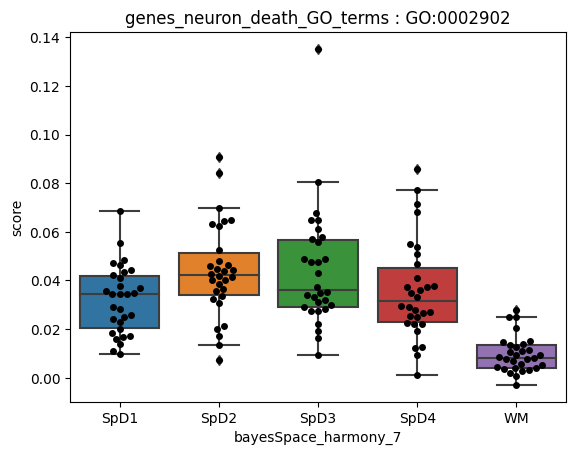 genes_neuron_death_GO_terms : GO:0002902
0.14
0.12
0.10
0.08
0.06
0.04
0.02
0.00
score
SpD1 SpD2 SpD3 SpD4 WM
bayesSpace_harmony_7